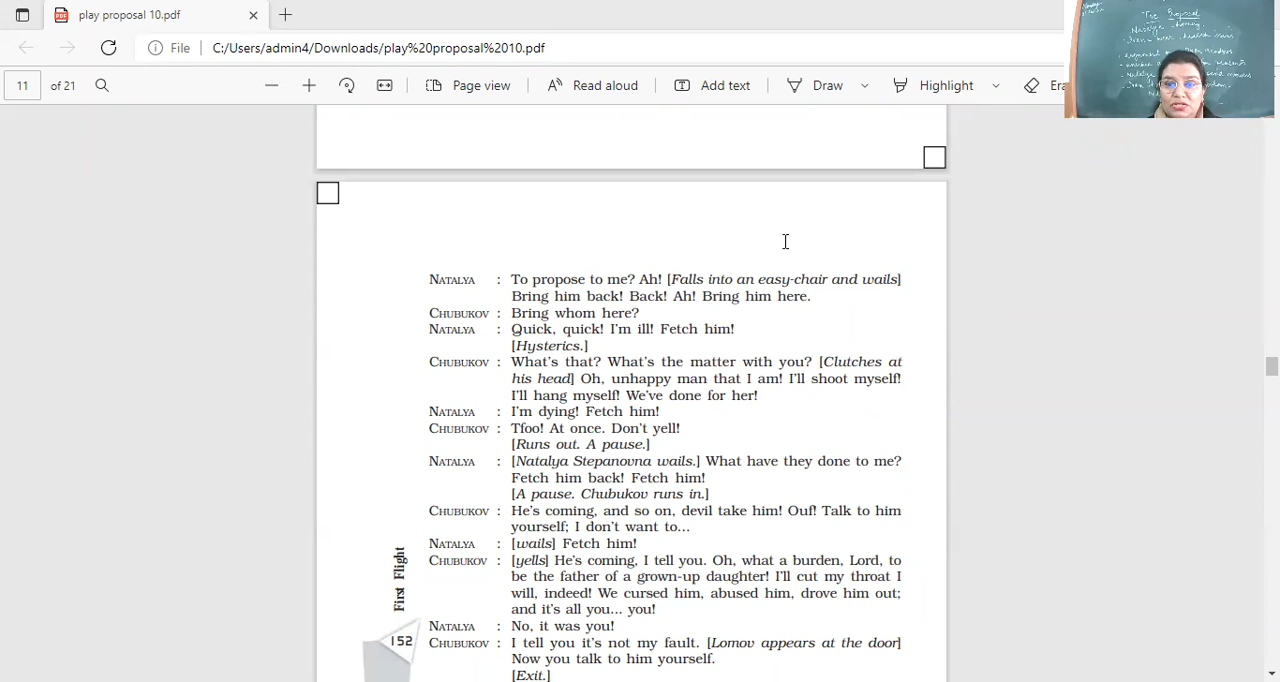 play proposal 10.pdf
File C:/Users/admin4/Downloads/play%20proposal%2010.pdf
11 of 21 Page view Read aloud Add text Draw Highlight Era
The Proposal
NATALYA : To propose to me? Ah! [Falls into an easy-chair and wails]
Bring him back! Back! Ah! Bring him here.
CHUBUKOV : Bring whom here?
NATALYA : Quick, quick! I'm ill! Fetch him!
[Hysterics.]
CHUBUKOV : What's that? What's the matter with you? [Clutches at
his head] Oh, unhappy man that I am! I'll shoot myself!
I'll hang myself! We've done for her!
NATALYA : I'm dying! Fetch him!
CHUBUKOV : Tfoo! At once. Don't yell!
[Runs out. A pause.]
NATALYA : [Natalya Stepanovna wails.] What have they done to me?
Fetch him back! Fetch him!
[A pause. Chubukov runs in.]
CHUBUKOV : He's coming, and so on, devil take him! Ouf! Talk to him
yourself; I don't want to...
NATALYA : [wails] Fetch him!
CHUBUKOV : [yells] He's coming, I tell you. Oh, what a burden, Lord, to
be the father of a grown-up daughter! I'll cut my throat I
will, indeed! We cursed him, abused him, drove him out;
and it's all you... you!
NATALYA : No, it was you!
CHUBUKOV : I tell you it's not my fault. [Lomov appears at the door]
Now you talk to him yourself.
[Exit.]
First Flight
152